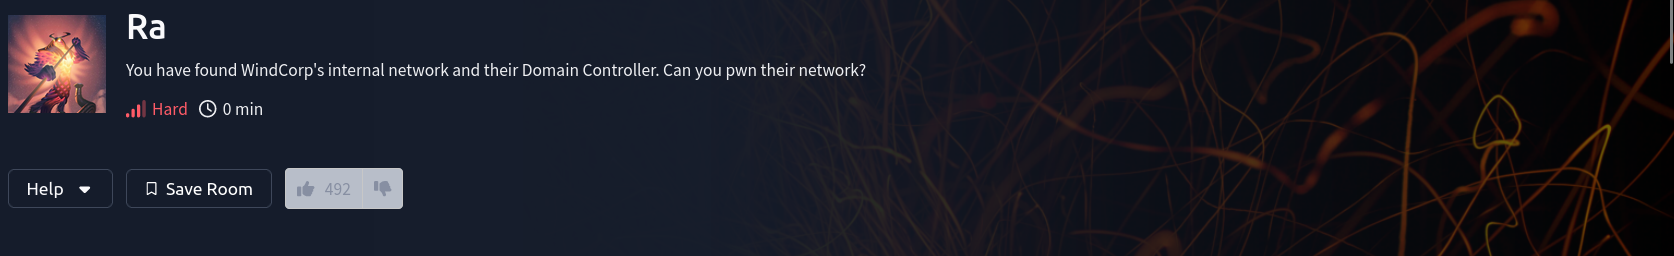 Ra
You have found WindCorp's internal network and their Domain Controller. Can you pwn their network?
Hard 0 min
Help Save Room 492